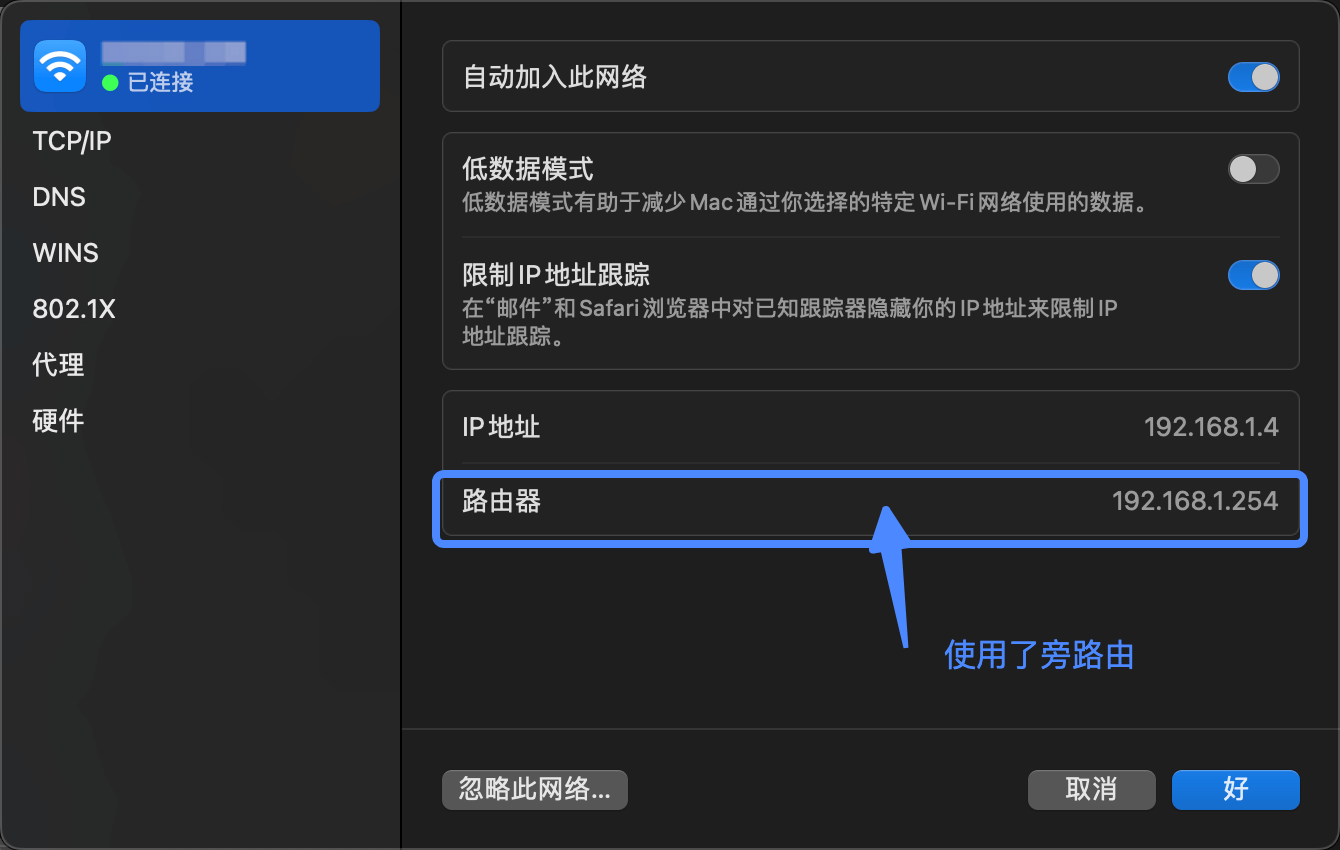 已连接
TCP/IP
DNS
WINS
802.1X
代理
硬件
自动加入此网络
低数据模式
低数据模式有助于减少 Mac 通过你选择的特定 Wi-Fi 网络使用的数据。
限制 IP 地址跟踪
在“邮件”和 Safari 浏览器中对已知跟踪器隐藏你的 IP 地址来限制 IP
地址跟踪。
IP 地址 192.168.1.4
路由器 192.168.1.254
使用了旁路由
忽略此网络... 取消 好